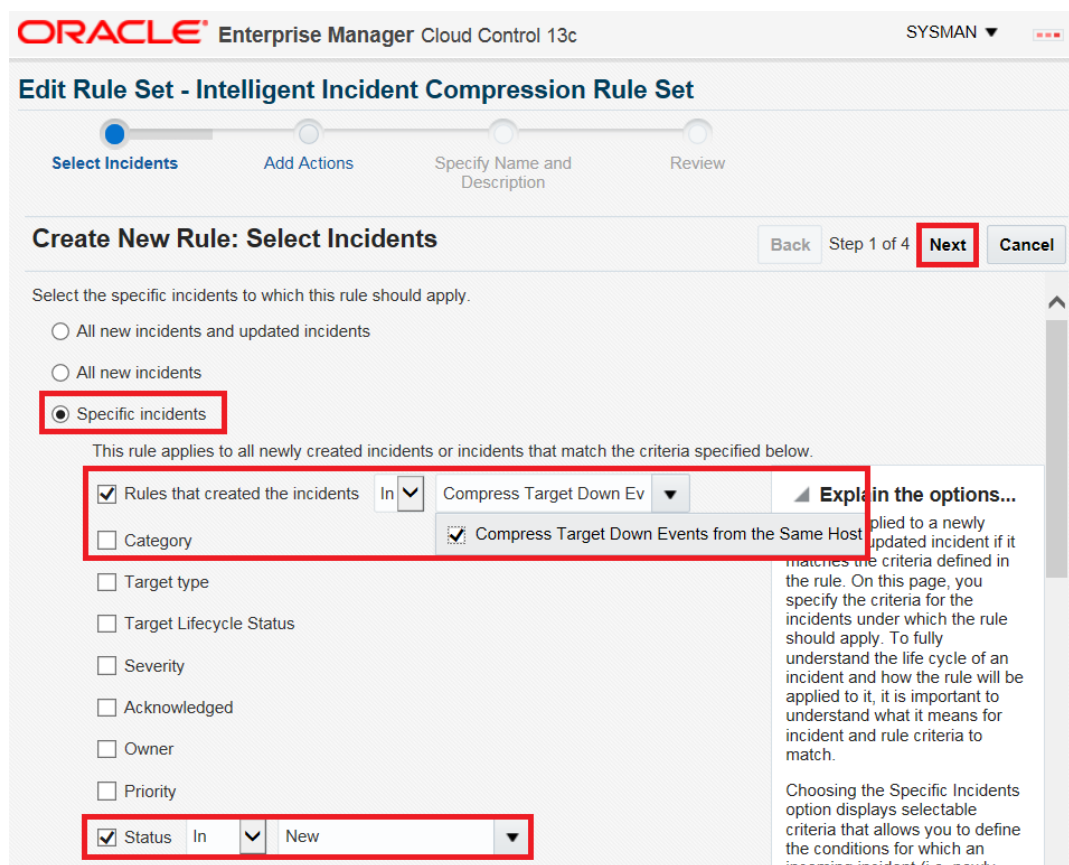 ORACLE Enterprise Manager Cloud Control 13c
SYSMAN
Edit Rule Set - Intelligent Incident Compression Rule Set
Select Incidents
Add Actions
Specify Name and
Description
Review
Create New Rule: Select Incidents
Back Step 1 of 4 Next Cancel
Select the specific incidents to which this rule should apply.
All new incidents and updated incidents
All new incidents
Specific incidents
This rule applies to all newly created incidents or incidents that match the criteria specified below.
Rules that created the incidents In Compress Target Down Ev
Compress Target Down Events from the Same Host
Category
Target type
Target Lifecycle Status
Severity
Acknowledged
Owner
Priority
Status In New
Explain the options...
plied to a newly
updated incident if it
matches the criteria defined in
the rule. On this page, you
specify the criteria for the
incidents under which the rule
should apply. To fully
understand the life cycle of an
incident and how the rule will be
applied to it, it is important to
understand what it means for
incident and rule criteria to
match.
Choosing the Specific Incidents
option displays selectable
criteria that allows you to define
the conditions for which an